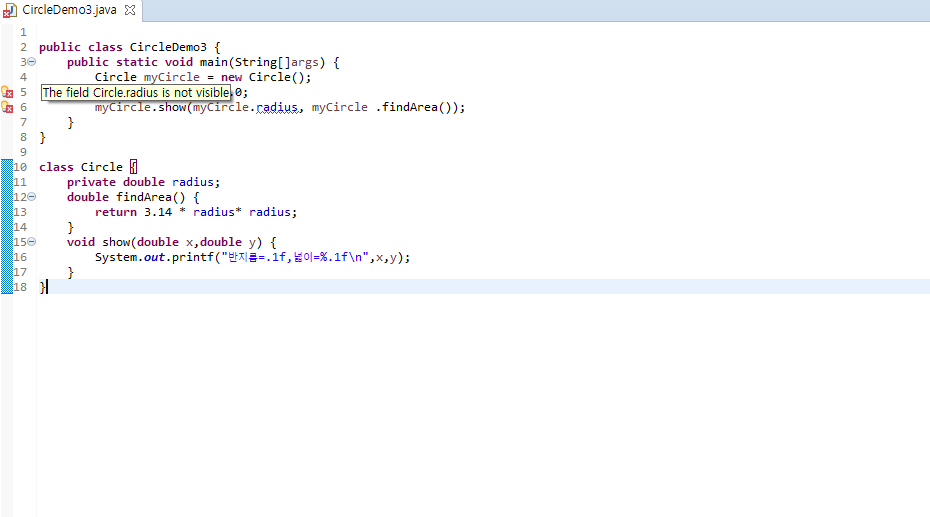 CircleDemo3.java
1
2 public class CircleDemo3 {
3 public static void main(String[]args) {
4 Circle myCircle = new Circle();
5 The field Circle.radius is not visible 0;
6 myCircle.show(myCircle.radius, myCircle .findArea());
7 }
8 }
9
10 class Circle {
11 private double radius;
12 double findArea() {
13 return 3.14 * radius* radius;
14 }
15 void show(double x,double y) {
16 System.out.printf("반지름=.1f,넓이=%.1f\n",x,y);
17 }
18 }